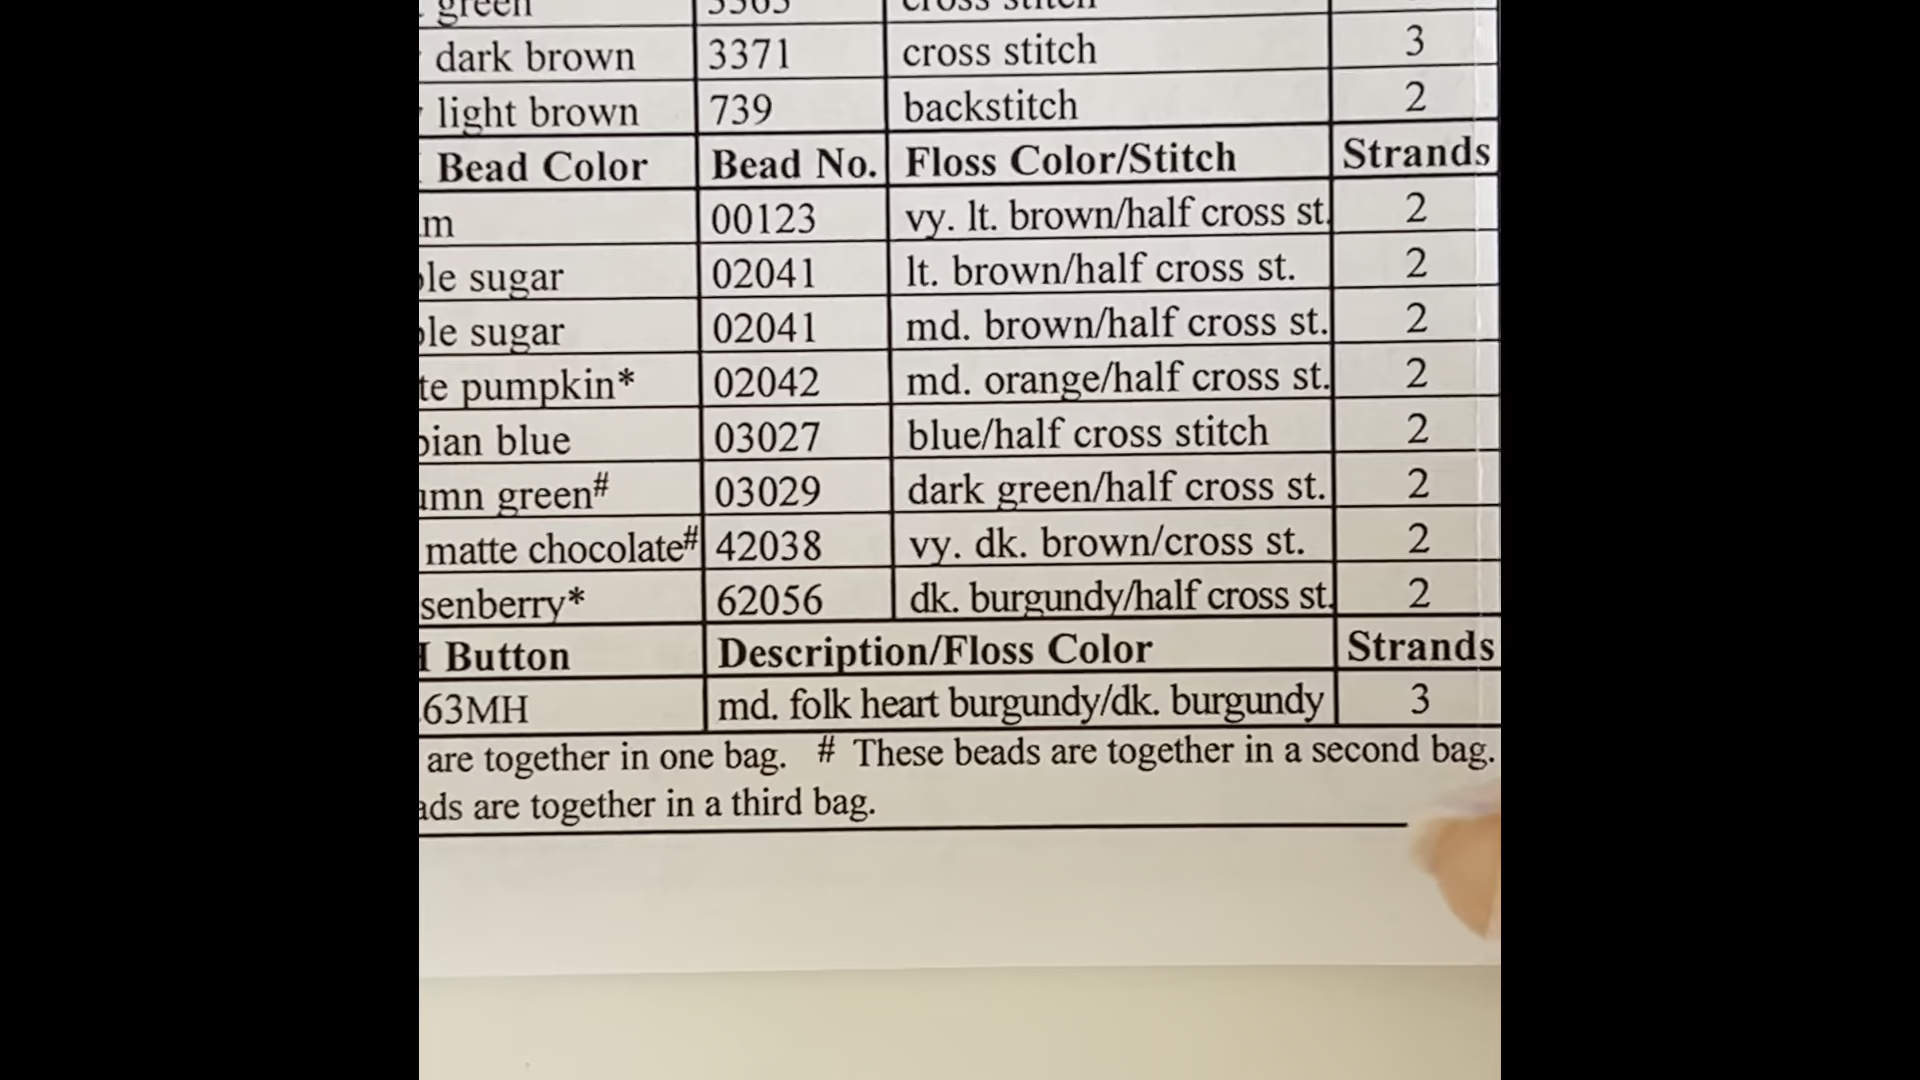 green 3363 cross stitch
dark brown 3371 cross stitch 3
light brown 739 backstitch 2
Bead Color Bead No. Floss Color/Stitch Strands
00123 vy. lt. brown/half cross st. 2
sugar 02041 lt. brown/half cross st. 2
sugar 02041 md. brown/half cross st. 2
pumpkin* 02042 md. orange/half cross st. 2
blue 03027 blue/half cross stitch 2
green# 03029 dark green/half cross st. 2
matte chocolate# 42038 vy. dk. brown/cross st. 2
senberry* 62056 dk. burgundy/half cross st. 2
Button Description/Floss Color Strands
63MH md. folk heart burgundy/dk. burgundy 3
are together in one bag. # These beads are together in a second bag.
ads are together in a third bag.